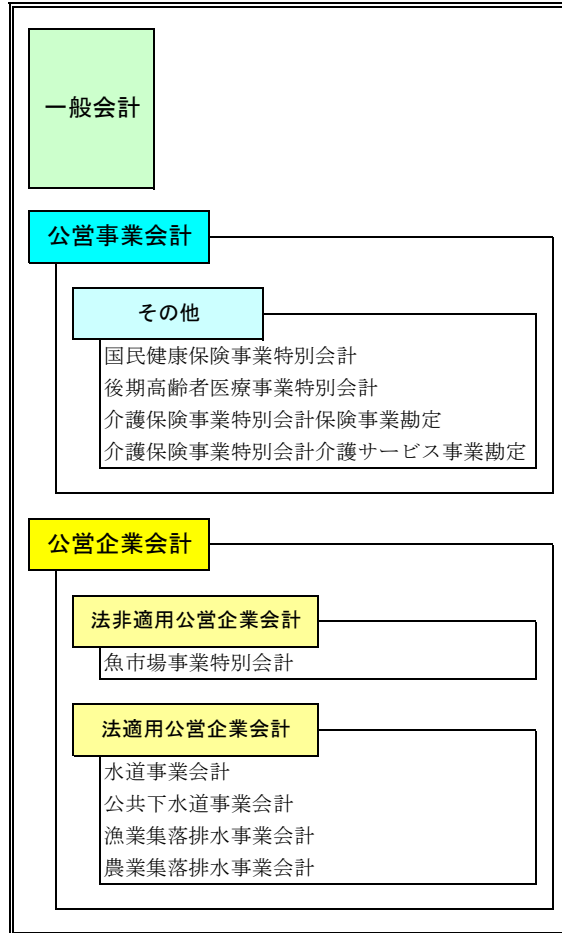 一般会計
公営事業会計
その他
国民健康保険事業特別会計
後期高齢者医療事業特別会計
介護保険事業特別会計保険事業勘定
介護保険事業特別会計介護サービス事業勘定
公営企業会計
法非適用公営企業会計
魚市場事業特別会計
法適用公営企業会計
水道事業会計
公共下水道事業会計
漁業集落排水事業会計
農業集落排水事業会計